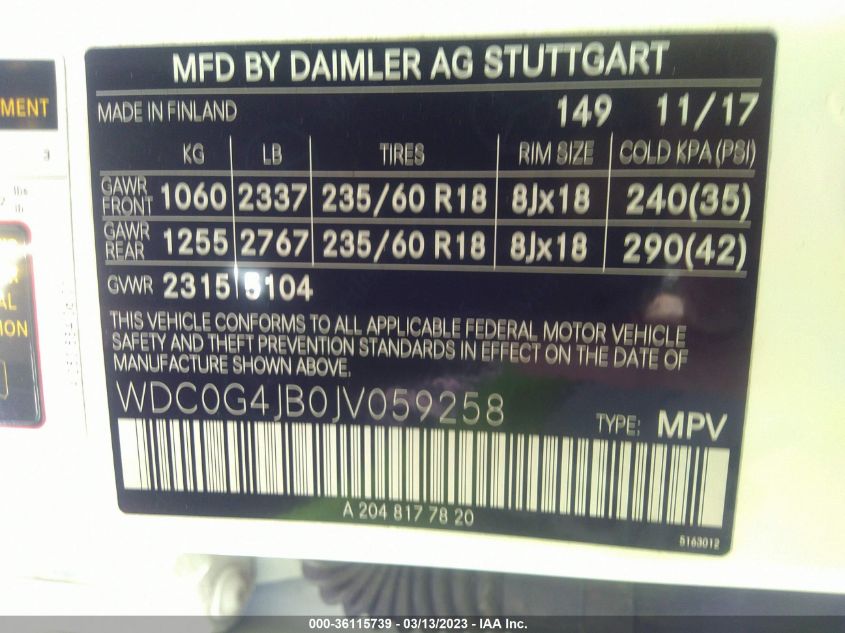 MFD BY DAIMLER AG STUTTGART
MADE IN FINLAND 149 11/17
KG LB TIRES RIM SIZE COLD KPA (PSI)
GAWR FRONT 1060 2337 235/60 R18 8Jx18 240(35)
GAWR REAR 1255 2767 235/60 R18 8Jx18 290(42)
GVWR 2315 5104
THIS VEHICLE CONFORMS TO ALL APPLICABLE FEDERAL MOTOR VEHICLE
SAFETY AND THEFT PREVENTION STANDARDS IN EFFECT ON THE DATE OF
MANUFACTURE SHOWN ABOVE.
WDC0G4JB0JV059258 TYPE: MPV
A 204 817 78 20
5163012
MENT
lbs
lb
AL
ION
000-36115739 - 03/13/2023 - IAA Inc.